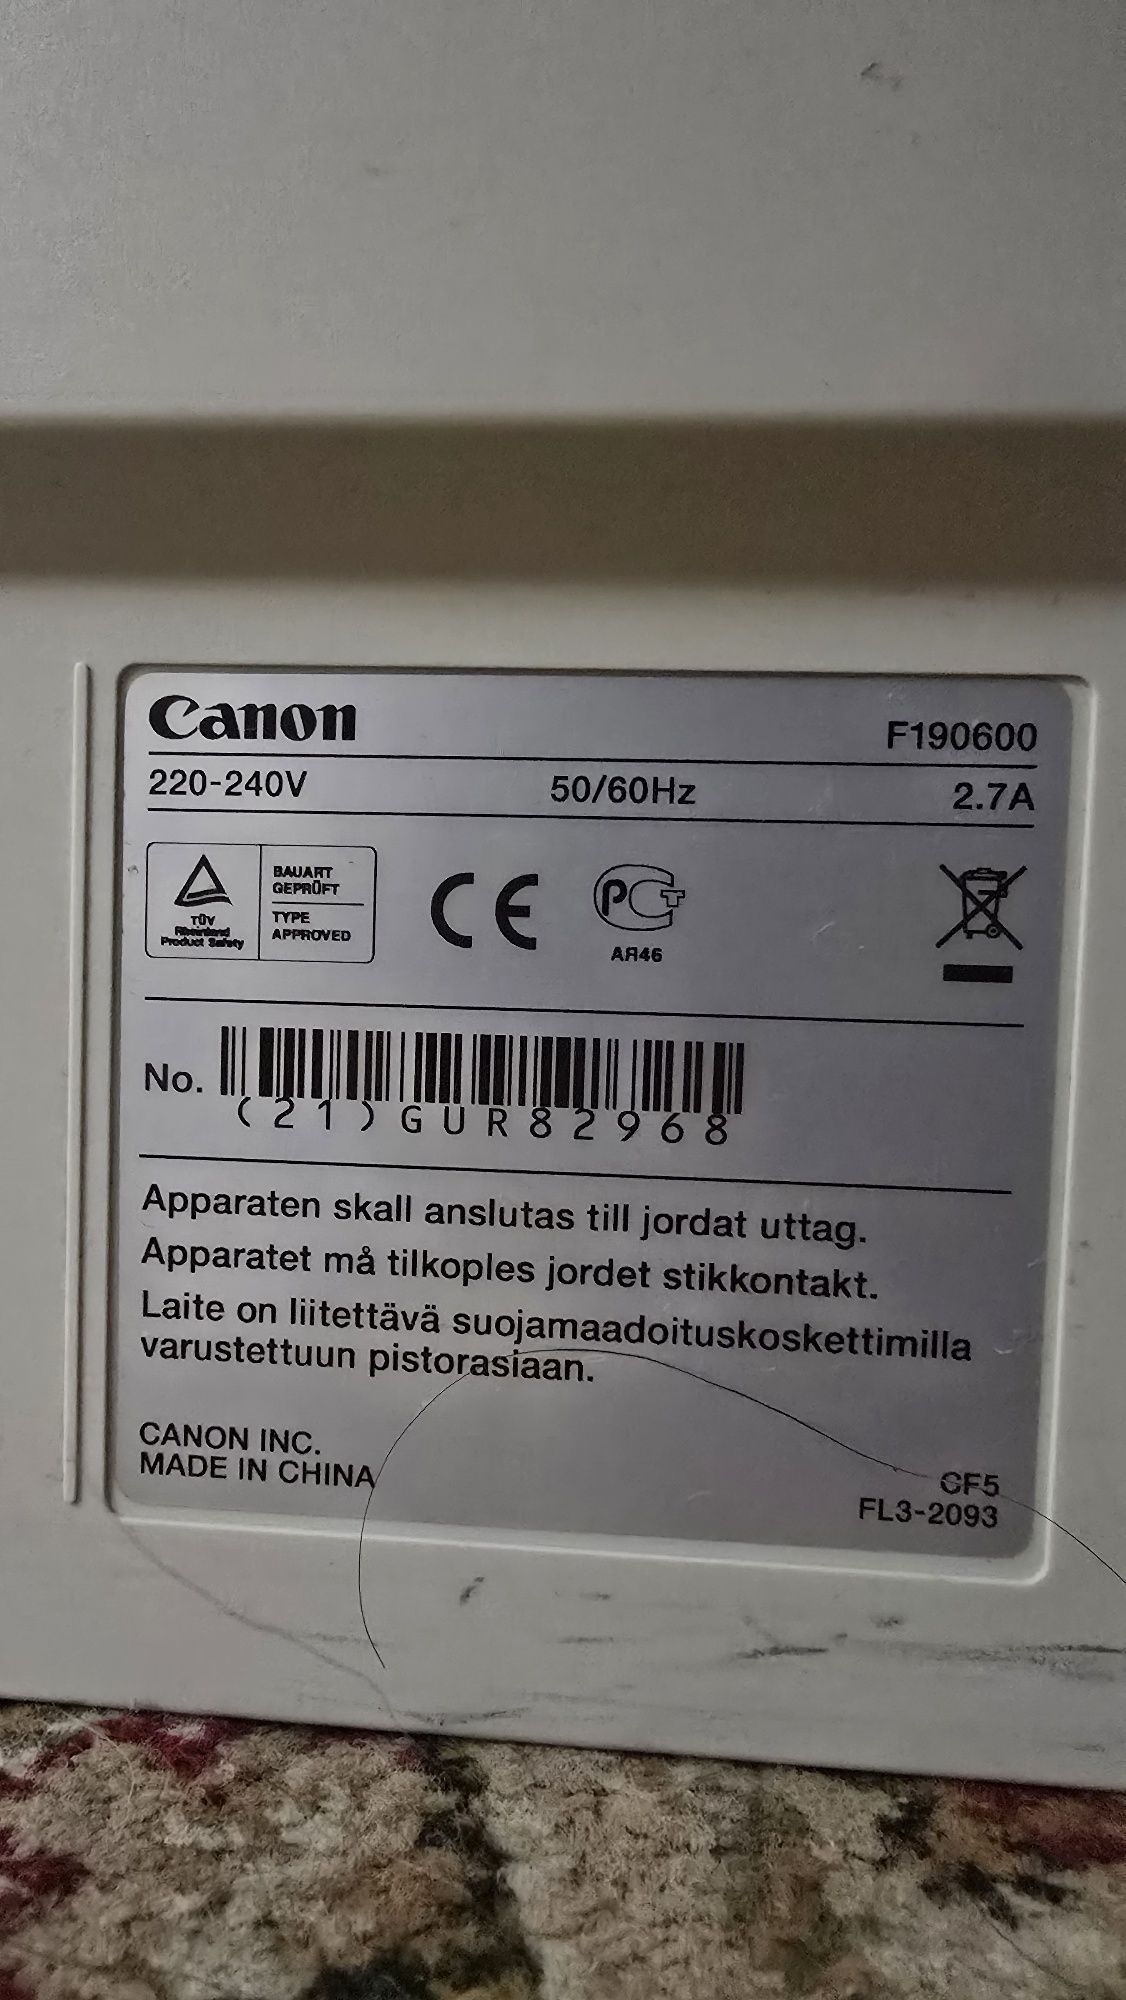 Canon
F190600
220-240V 50/60Hz 2.7A
TÜV
Rheinland
Product Safety
BAUART
GEPRÜFT
TYPE
APPROVED
CE
РСТ
АЯ46
No.
(21)GUR82968
Apparaten skall anslutas till jordat uttag.
Apparatet må tilkoples jordet stikkontakt.
Laite on liitettävä suojamaadoituskoskettimilla
varustettuun pistorasiaan.
CANON INC.
MADE IN CHINA
CF5
FL3-2093